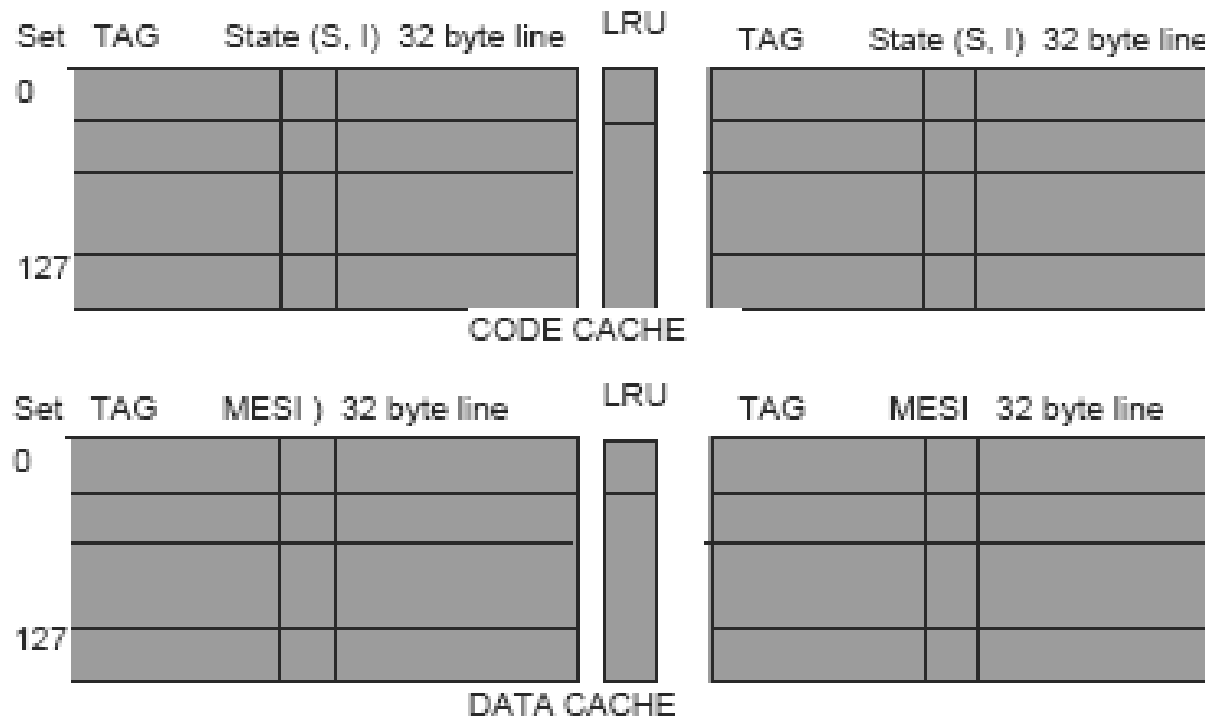 Set TAG State (S, I) 32 byte line LRU TAG State (S, I) 32 byte line
0
127
CODE CACHE
Set TAG MESI ) 32 byte line LRU TAG MESI 32 byte line
0
127
DATA CACHE